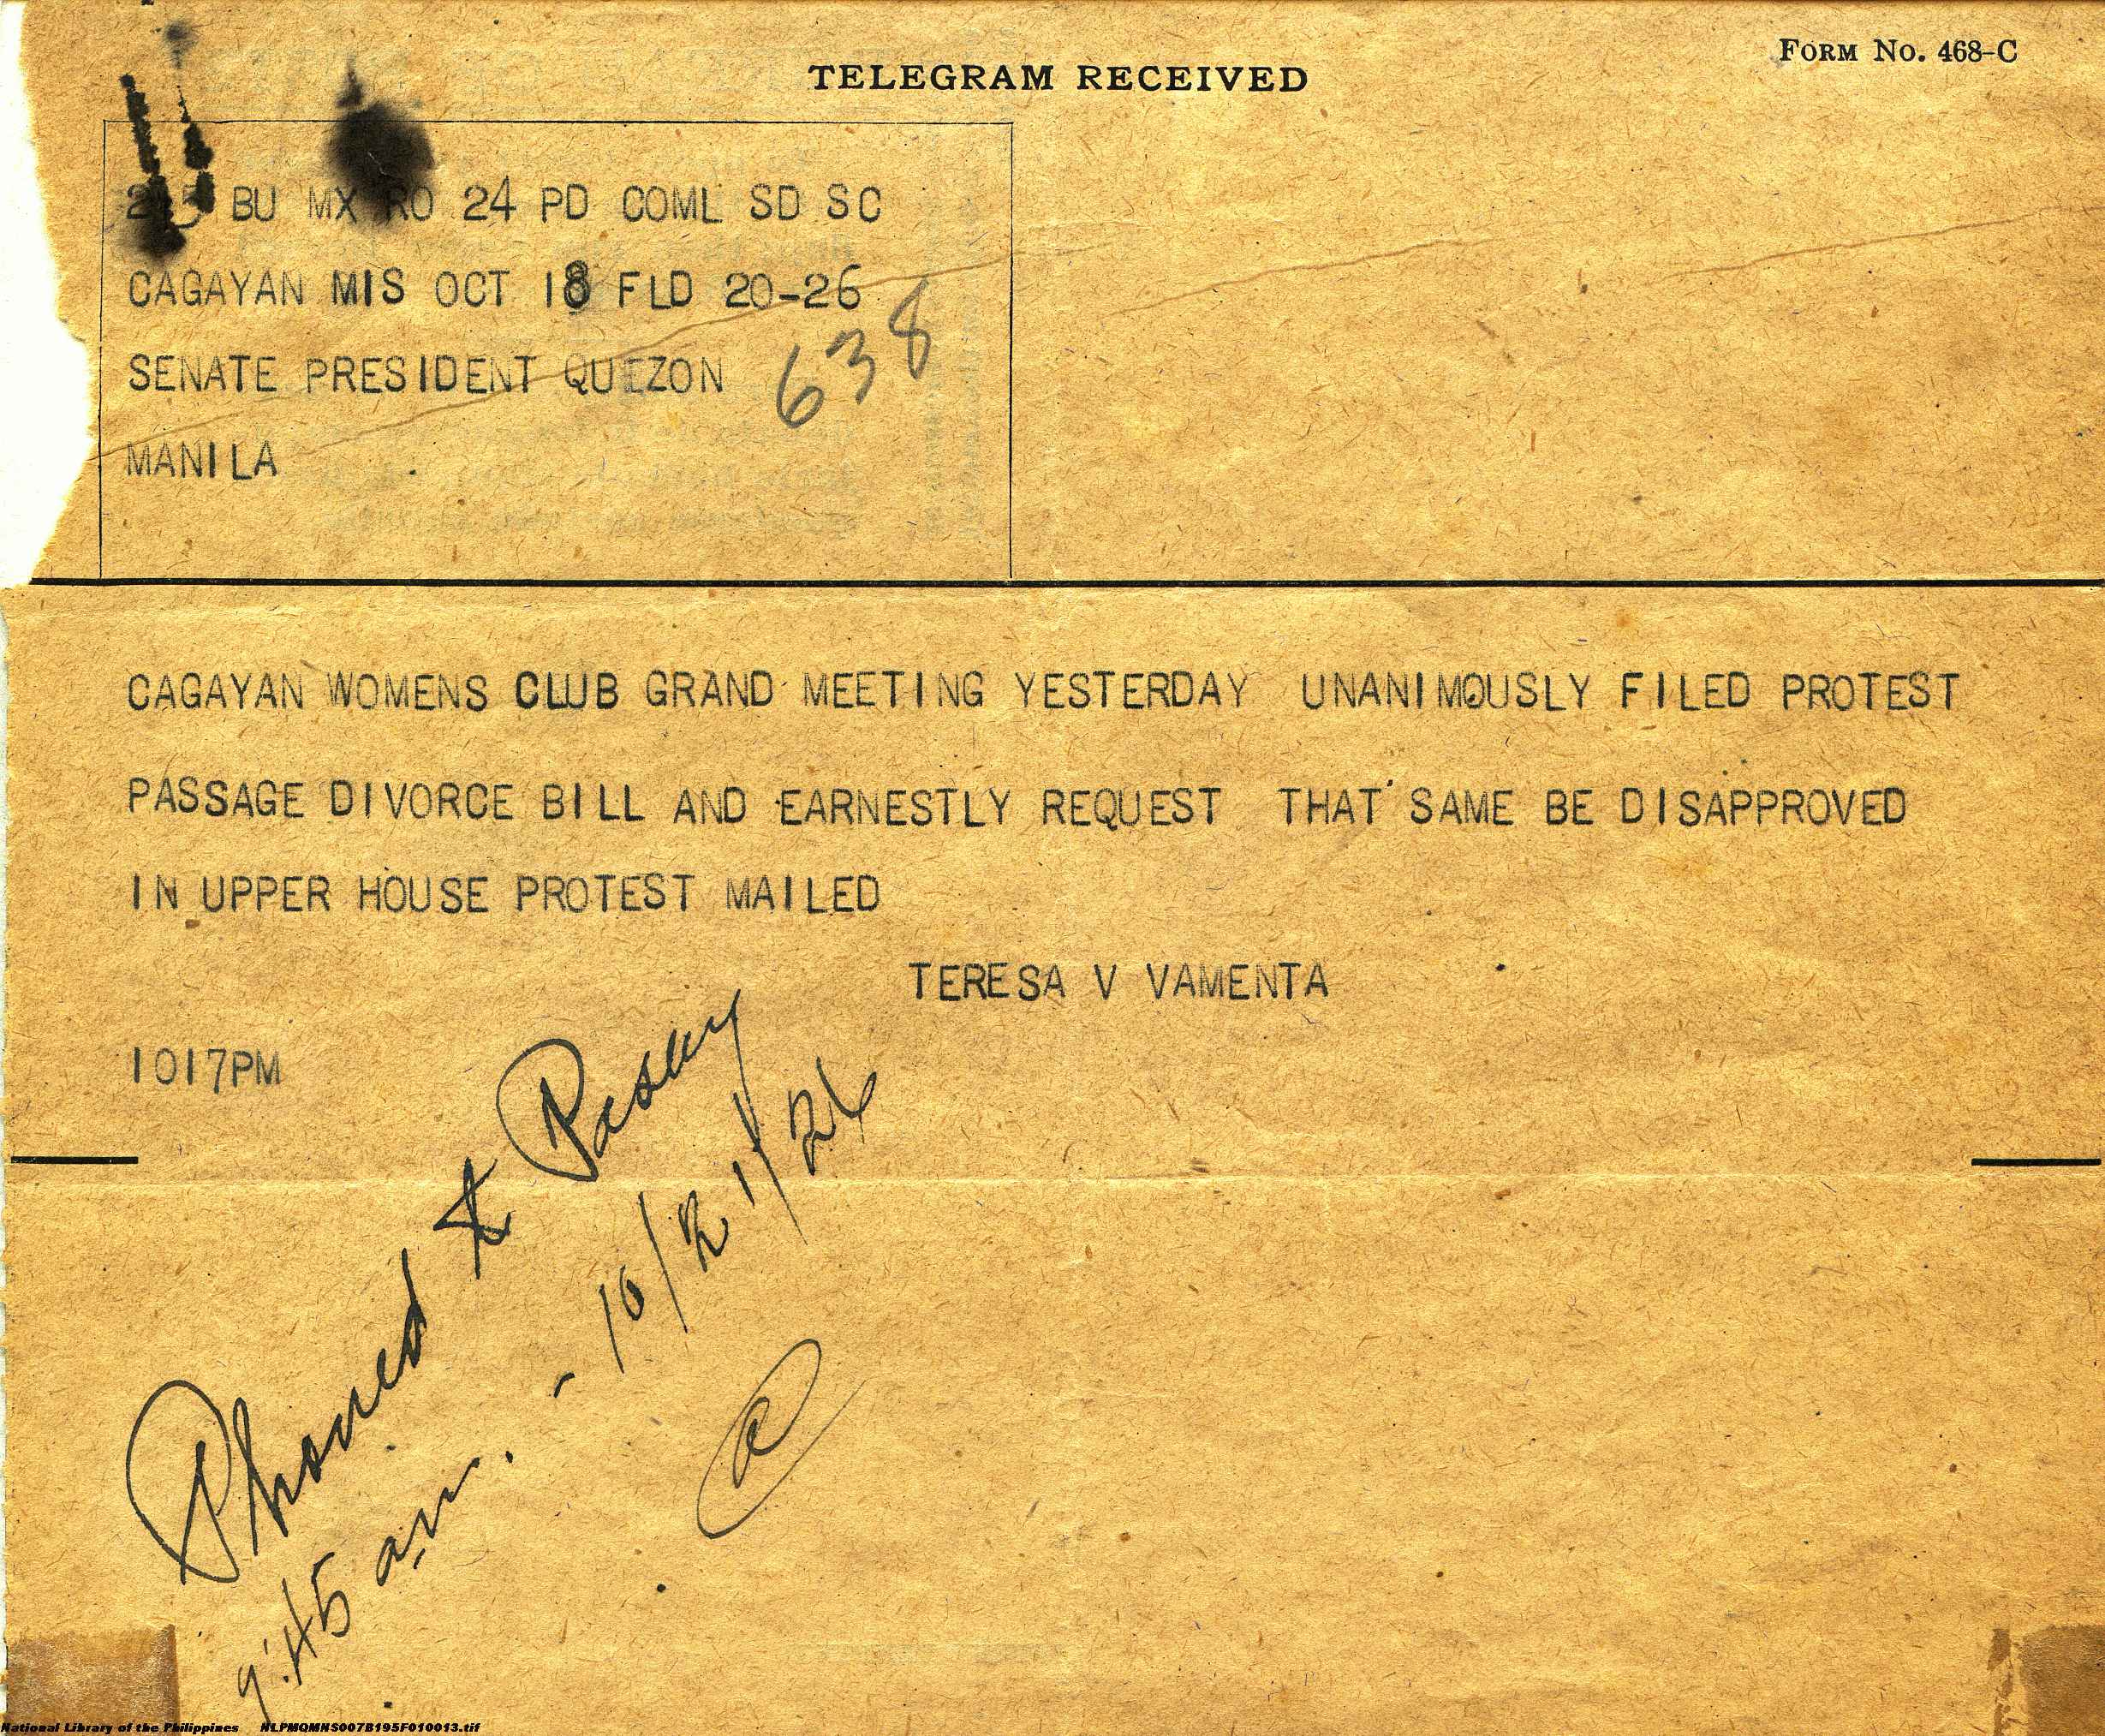 FORM NO. 468-C
TELEGRAM RECEIVED
BU MX RO 24 PD COML SD SC
CAGAYAN MIS OCT 18 FLD 20-26
638
SENATE PRESIDENT QUEZON
MANILA
CAGAYAN WOMENS CLUB GRAND MEETING YESTERDAY UNANIMOUSLY FILED PROTEST
PASSAGE DIVORCE BILL AND EARNESTLY REQUEST THAT SAME BE DISAPPROVED
IN UPPER HOUSE PROTEST MAILED
TERESA V VAMENTA
1017PM
Phoned & Pasay
9:45 am. - 10/21/26
National Library of the Philippines NLPMQMNS007B195F010013.tif